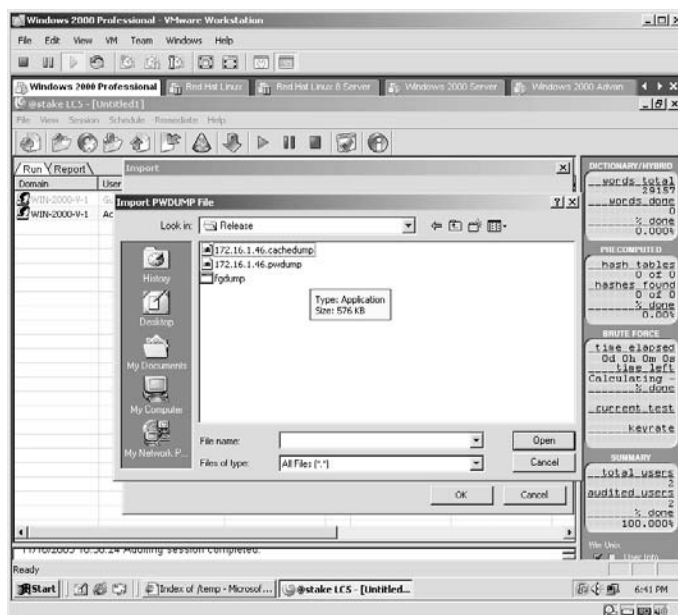 Windows 2000 Professional - VMware Workstation
File Edit View VM Team Windows Help
Windows 2000 Professional Red Hat Linux Red Hat Linux 8 Server Windows 2000 Server Windows 2000 Advan
@stake LC5 - [Untitled1]
File View Session Schedule Remediate Help
Run Report
Domain User
WIN-2000-V-1
WIN-2000-V-1 Ac
Import
Import PWDUMP File
Look in: Release
History
Desktop
My Documents
My Computer
My Network P...
172.16.1.46.cachedump
172.16.1.46.pwdump
fgdump
Type: Application
Size: 576 KB
File name: Open
Files of type: All Files (*.*) Cancel
OK Cancel
DICTIONARY/HYBRID
words_total
29157
words_done
0
% done
0.000%
PRECOMPUTED
hash tables
0 of 0
hashes found
0 of 0
% done
0.00%
BRUTE FORCE
time elapsed
0d 0h 0m 0s
time left
Calculating -
% done
current test
keyrate
SUMMARY
total users
2
audited users
2
% done
100.000%
User Info
Auditing session completed.
Ready
Start Index of /temp - Microsof... @stake LC5 - [Untitled... 6:41 PM